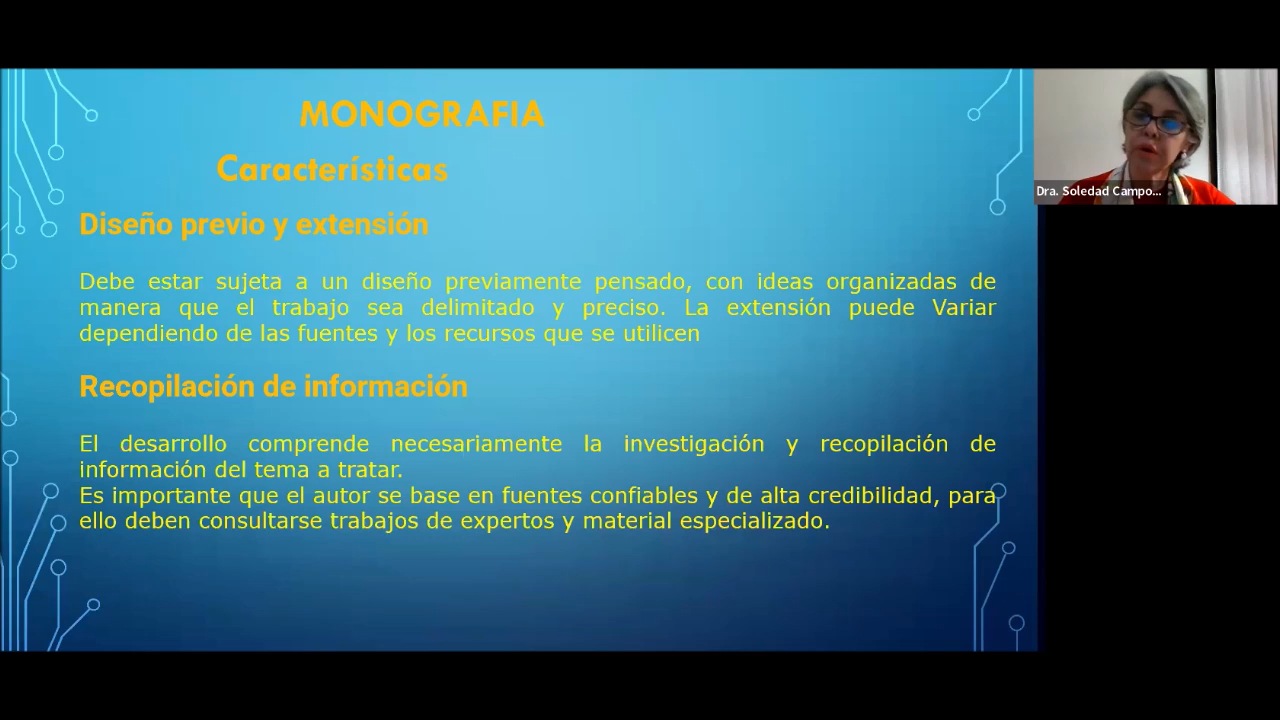 MONOGRAFIA
Características
Diseño previo y extensión
Debe estar sujeta a un diseño previamente pensado, con ideas organizadas de
manera que el trabajo sea delimitado y preciso. La extensión puede Variar
dependiendo de las fuentes y los recursos que se utilicen
Recopilación de información
El desarrollo comprende necesariamente la investigación y recopilación de
información del tema a tratar.
Es importante que el autor se base en fuentes confiables y de alta credibilidad, para
ello deben consultarse trabajos de expertos y material especializado.
Dra. Soledad Campo...